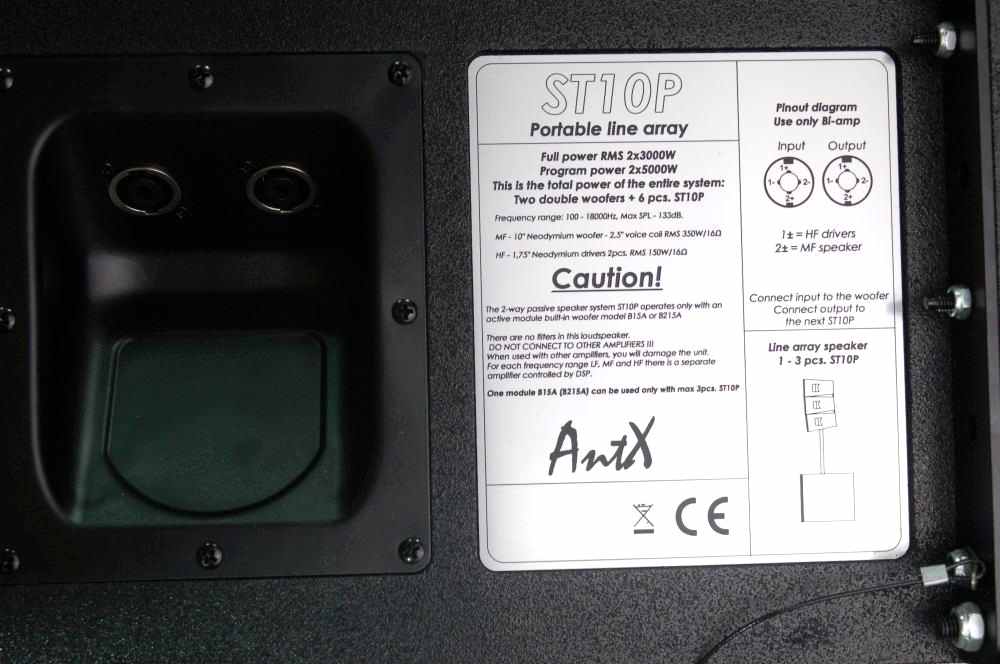 ST10P
Portable line array
Full power RMS 2x3000W
Program power 2x5000W
This is the total power of the entire system:
Two double woofers + 6 pcs. ST10P
Frequency range: 100 - 18000Hz, Max SPL - 133dB.
MF - 10" Neodymium woofer - 2.5" voice coil RMS 350W/16Ω
HF - 1,75" Neodymium drivers 2pcs. RMS 150W/16Ω
Caution!
The 2-way passive speaker system ST10P operates only with an
active module built-in woofer model B15A or B215A
There are no filters in this loudspeaker.
DO NOT CONNECT TO OTHER AMPLIFIERS !!!
When used with other amplifiers, you will damage the unit.
For each frequency range LF, MF and HF there is a separate
amplifier controlled by DSP.
One module B15A (B215A) can be used only with max 3pcs. ST10P
AntX
CE
Pinout diagram
Use only Bi-amp
Input Output
1+ 1+
1- 2- 1- 2-
2+ 2+
1± = HF drivers
2± = MF speaker
Connect input to the woofer
Connect output to
the next ST10P
Line array speaker
1 - 3 pcs. ST10P